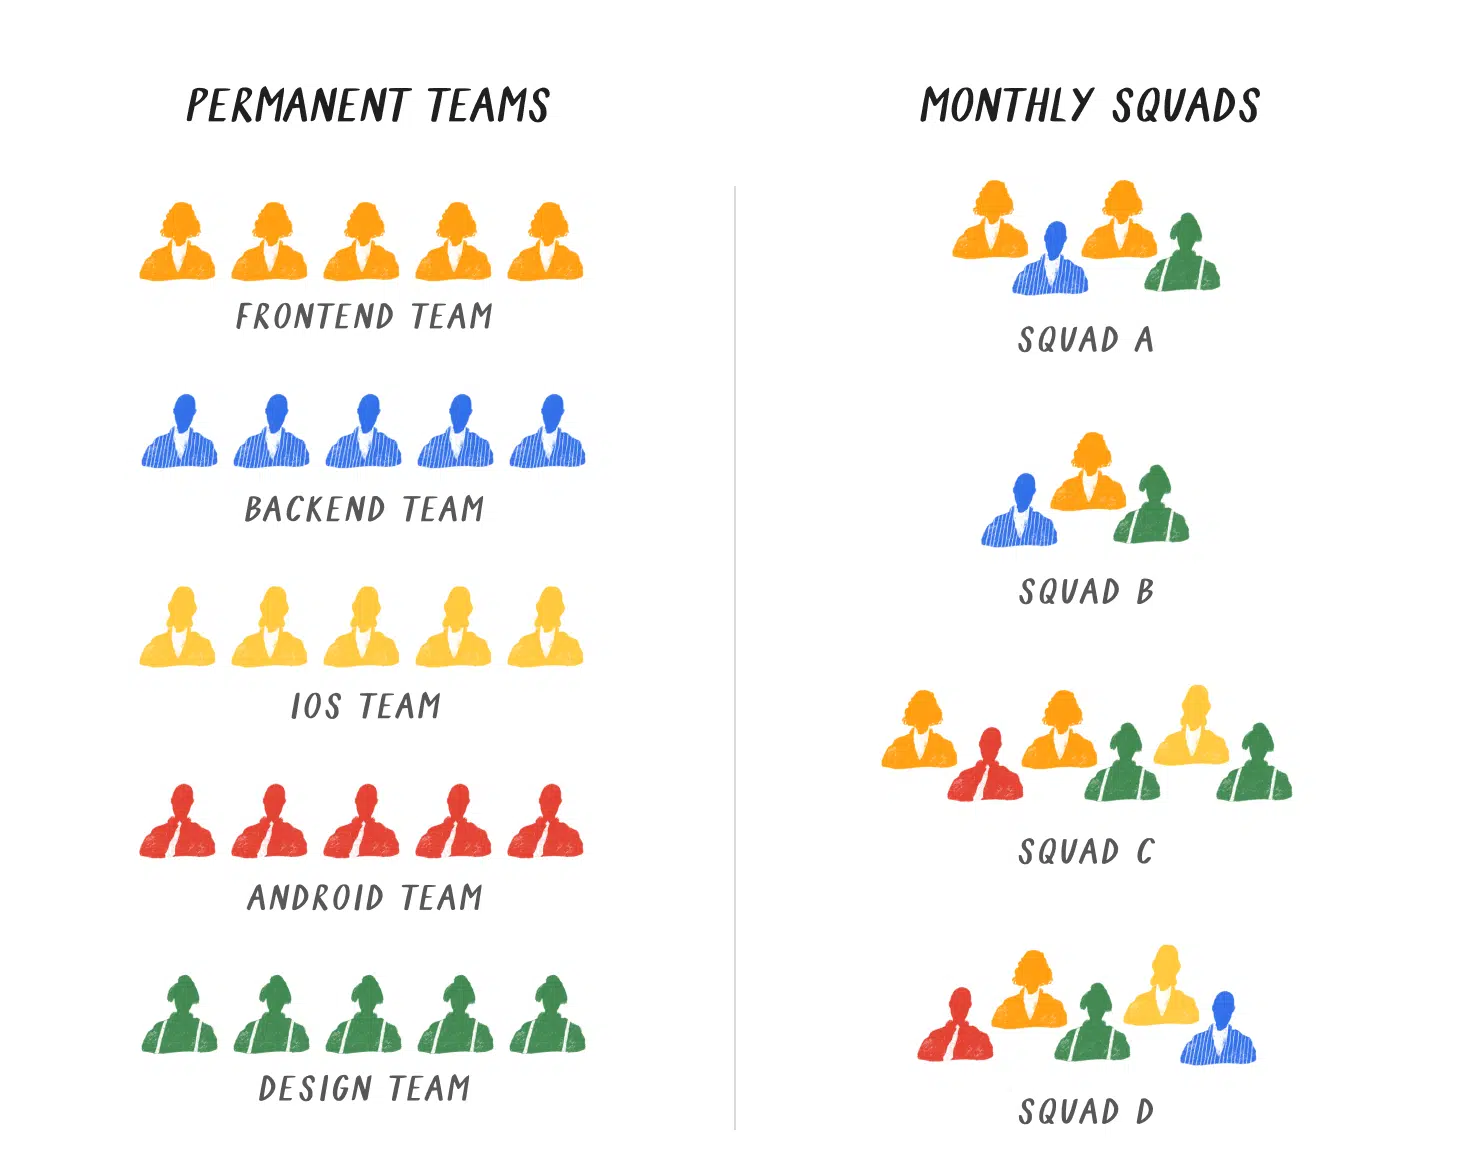 PERMANENT TEAMS
FRONTEND TEAM
BACKEND TEAM
IOS TEAM
ANDROID TEAM
DESIGN TEAM
MONTHLY SQUADS
SQUAD A
SQUAD B
SQUAD C
SQUAD D